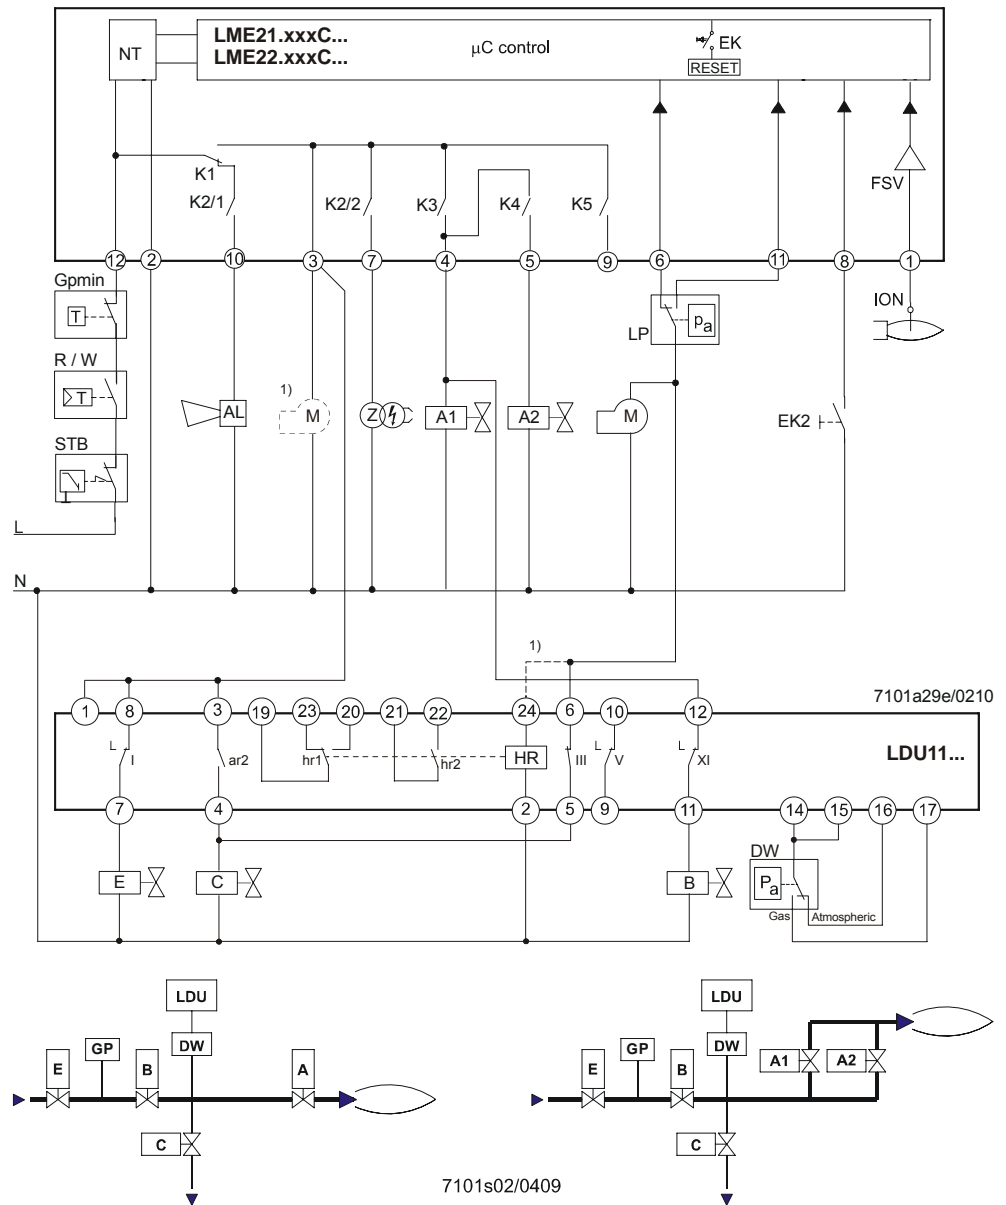 NT
LME21.xxxC...
LME22.xxxC...
µC control
EK
RESET
FSV
K1
K2/1
K2/2
K3
K4
K5
12 2 10 3 7 4 5 9 6 11 8 1
Gpmin
T
ION
LP
Pa
R / W
T
1)
AL
M
Z
A1
A2
M
EK2
STB
L
N
1)
7101a29e/0210
1 8 3 19 23 20 21 22 24 6 10 12
LDU11...
L I ar2 hr1 hr2 HR III L V L XI
7 4 2 5 9 11 14 15 16 17
DW
E C B Pa
Gas Atmospheric
LDU LDU
GP DW GP DW
E B A E B A1 A2
C C
7101s02/0409